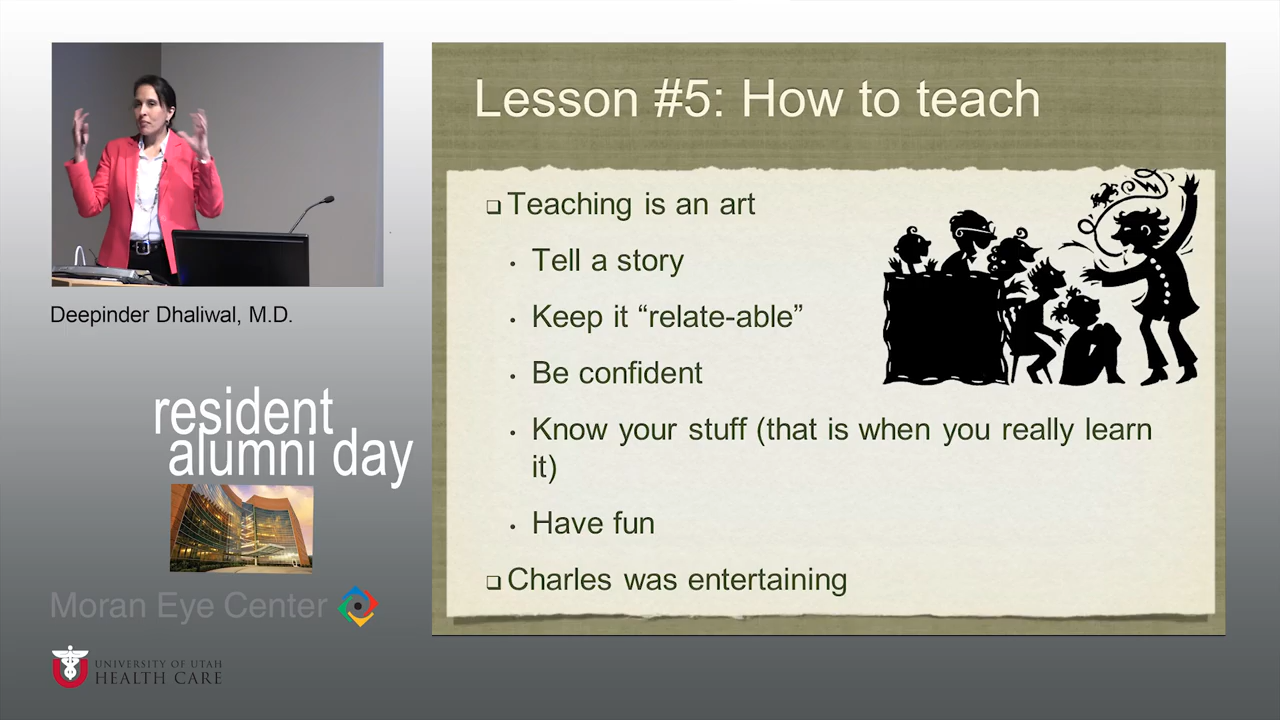 Lesson #5: How to teach
Teaching is an art
Tell a story
Keep it “relate-able”
Be confident
Know your stuff (that is when you really learn
it)
Have fun
Charles was entertaining
Deepinder Dhaliwal, M.D.
resident
alumni day
Moran Eye Center
UNIVERSITY OF UTAH
HEALTH CARE